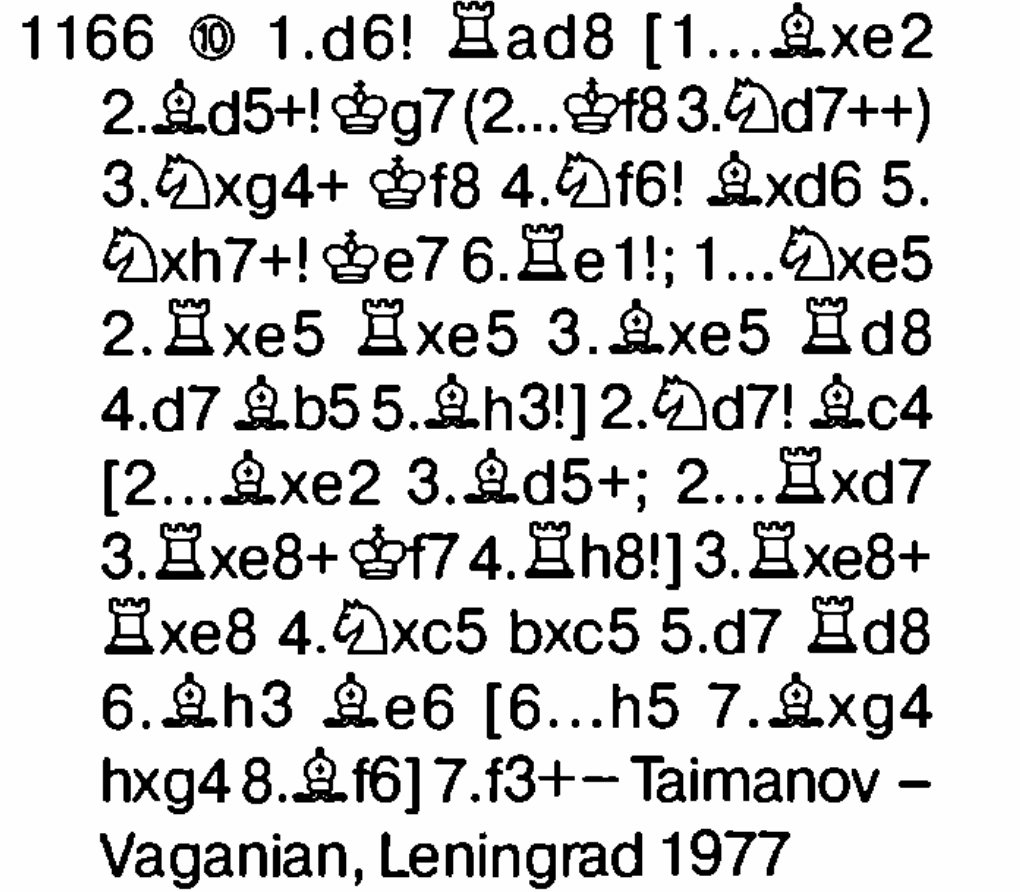 1166 ⑩ 1.d6! ♖ad8 [1...♗xe2
2.♗d5+! ♔g7 (2...♔f8 3.♘d7++)
3.♘xg4+ ♔f8 4.♘f6! ♗xd6 5.
♘xh7+! ♔e7 6.♖e1!; 1...♘xe5
2.♖xe5 ♖xe5 3.♗xe5 ♖d8
4.d7 ♗b5 5.♗h3!] 2.♘d7! ♗c4
[2...♗xe2 3.♗d5+; 2...♖xd7
3.♖xe8+ ♔f7 4.♖h8!] 3.♖xe8+
♖xe8 4.♘xc5 bxc5 5.d7 ♖d8
6.♗h3 ♗e6 [6...h5 7.♗xg4
hxg4 8.♗f6] 7.f3+− Taimanov –
Vaganian, Leningrad 1977